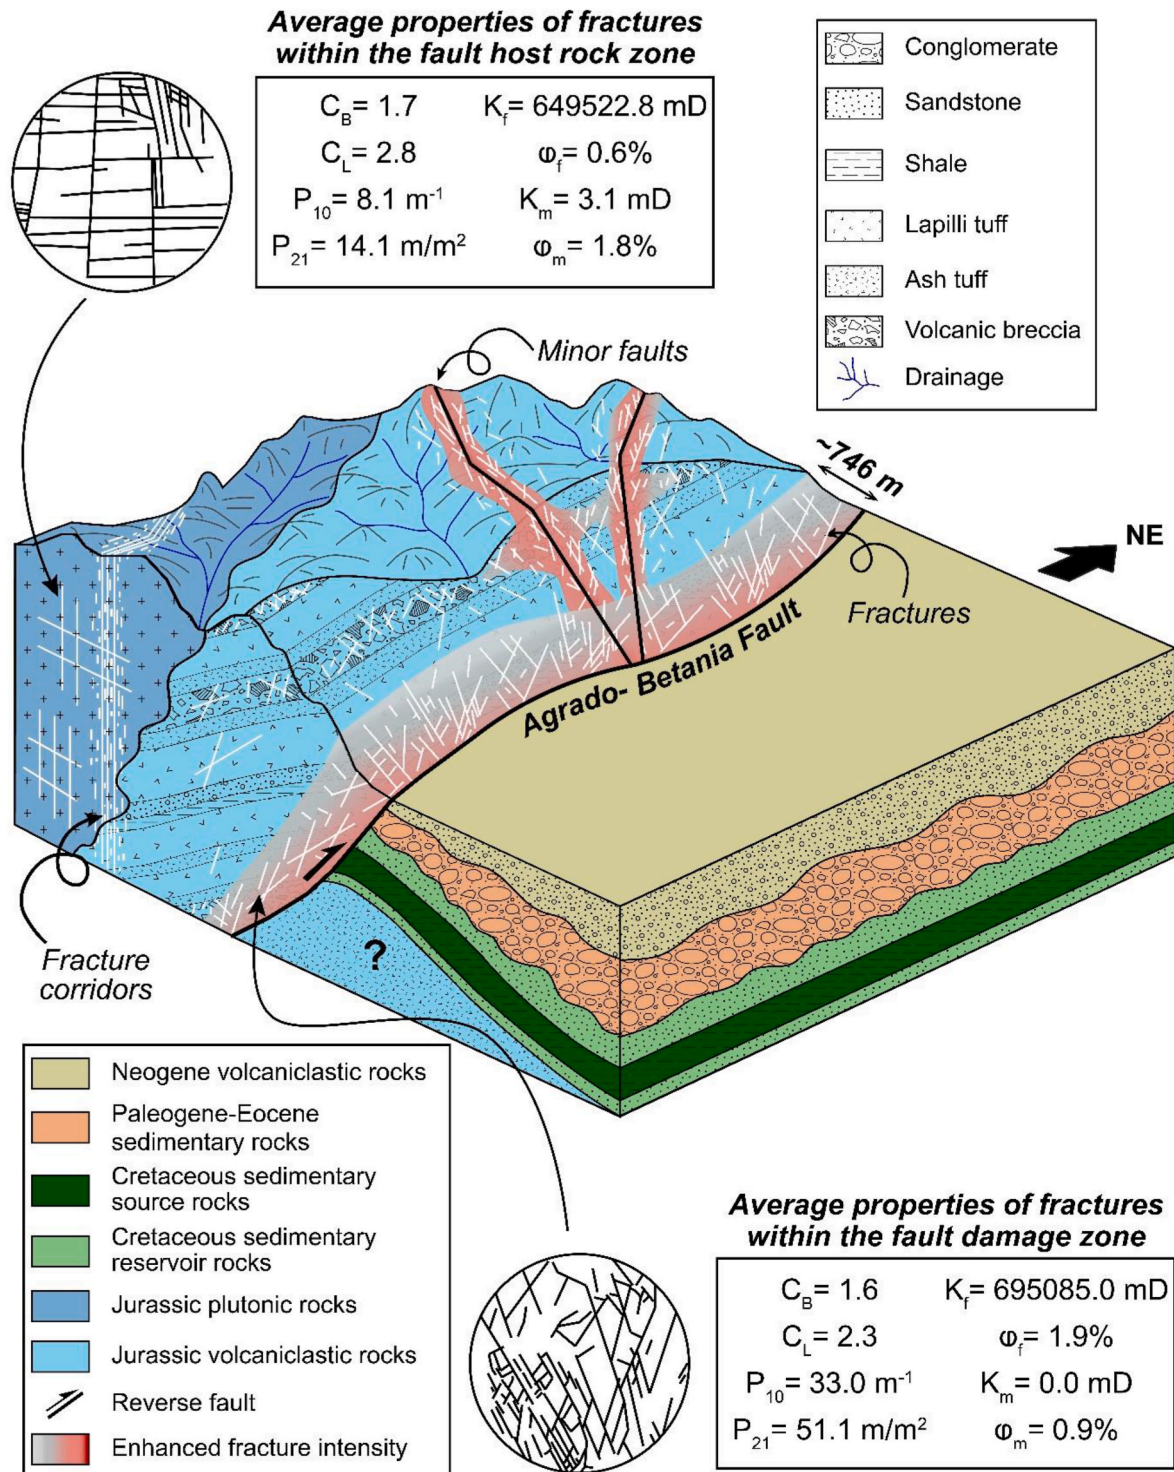 Average properties of fractures
within the fault host rock zone
C_B= 1.7 K_f= 649522.8 mD
C_L= 2.8 φ_f= 0.6%
P₁₀= 8.1 m⁻¹ K_m= 3.1 mD
P₂₁= 14.1 m/m² φ_m= 1.8%
Conglomerate
Sandstone
Shale
Lapilli tuff
Ash tuff
Volcanic breccia
Drainage
Minor faults
~746 m
NE
Fractures
Agrado- Betania Fault
Fracture
corridors
?
Neogene volcaniclastic rocks
Paleogene-Eocene
sedimentary rocks
Cretaceous sedimentary
source rocks
Cretaceous sedimentary
reservoir rocks
Jurassic plutonic rocks
Jurassic volcaniclastic rocks
Reverse fault
Enhanced fracture intensity
Average properties of fractures
within the fault damage zone
C_B= 1.6 K_f= 695085.0 mD
C_L= 2.3 φ_f= 1.9%
P₁₀= 33.0 m⁻¹ K_m= 0.0 mD
P₂₁= 51.1 m/m² φ_m= 0.9%